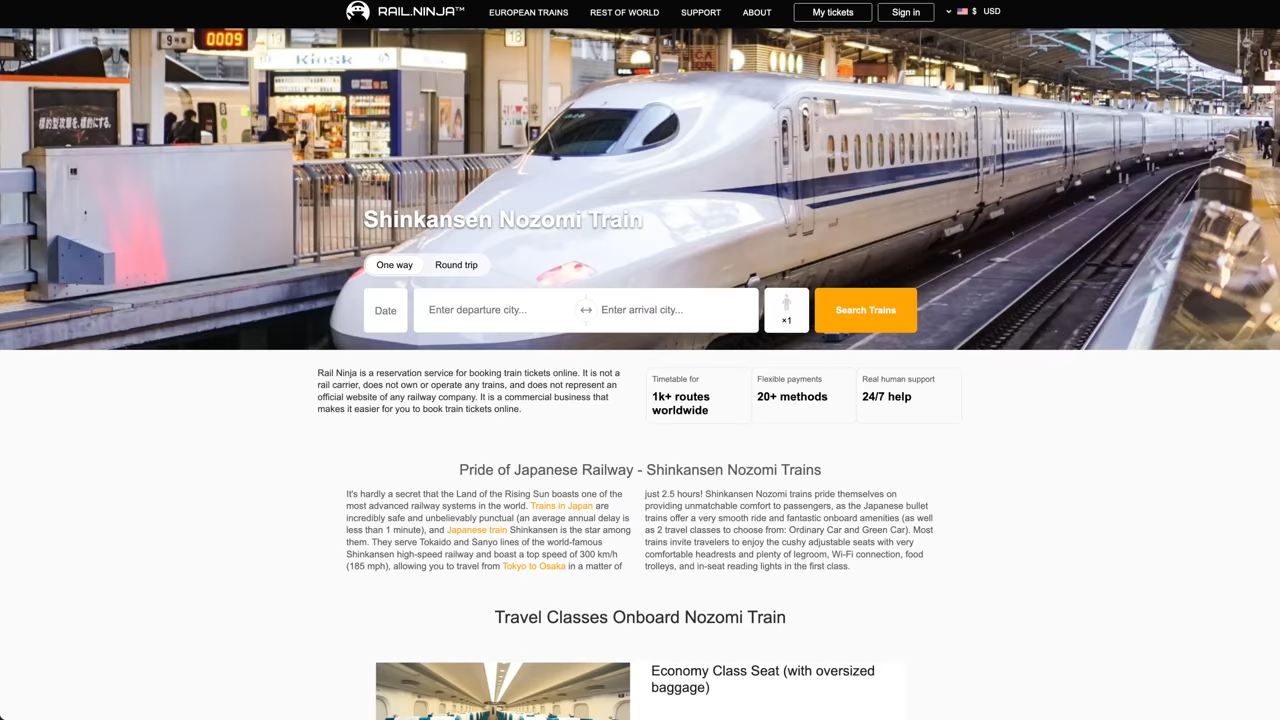 RAIL.NINJA™
EUROPEAN TRAINS
REST OF WORLD
SUPPORT
ABOUT
My tickets
Sign in
$ USD
9号車
0009
Kiosk
13
標的型攻撃を、的にする。
Shinkansen Nozomi Train
One way
Round trip
Date
Enter departure city...
Enter arrival city...
×1
Search Trains
Rail Ninja is a reservation service for booking train tickets online. It is not a
rail carrier, does not own or operate any trains, and does not represent an
official website of any railway company. It is a commercial business that
makes it easier for you to book train tickets online.
Timetable for
1k+ routes
worldwide
Flexible payments
20+ methods
Real human support
24/7 help
Pride of Japanese Railway - Shinkansen Nozomi Trains
It's hardly a secret that the Land of the Rising Sun boasts one of the
most advanced railway systems in the world. Trains in Japan are
incredibly safe and unbelievably punctual (an average annual delay is
less than 1 minute), and Japanese train Shinkansen is the star among
them. They serve Tokaido and Sanyo lines of the world-famous
Shinkansen high-speed railway and boast a top speed of 300 km/h
(185 mph), allowing you to travel from Tokyo to Osaka in a matter of
just 2.5 hours! Shinkansen Nozomi trains pride themselves on
providing unmatchable comfort to passengers, as the Japanese bullet
trains offer a very smooth ride and fantastic onboard amenities (as well
as 2 travel classes to choose from: Ordinary Car and Green Car). Most
trains invite travelers to enjoy the cushy adjustable seats with very
comfortable headrests and plenty of legroom, Wi-Fi connection, food
trolleys, and in-seat reading lights in the first class.
Travel Classes Onboard Nozomi Train
Economy Class Seat (with oversized
baggage)